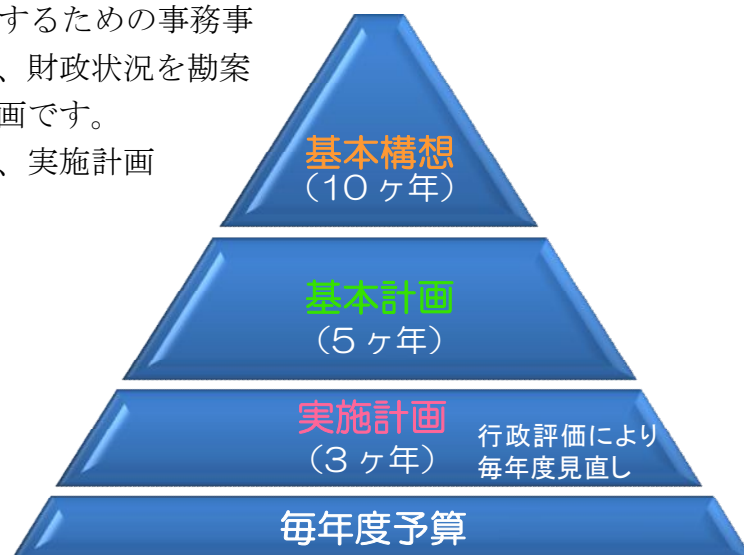 するための事務事
、財政状況を勘案
画です。
、実施計画
基本構想
（10 ヶ年）
基本計画
（5 ヶ年）
実施計画
（3 ヶ年）
行政評価により
毎年度見直し
毎年度予算